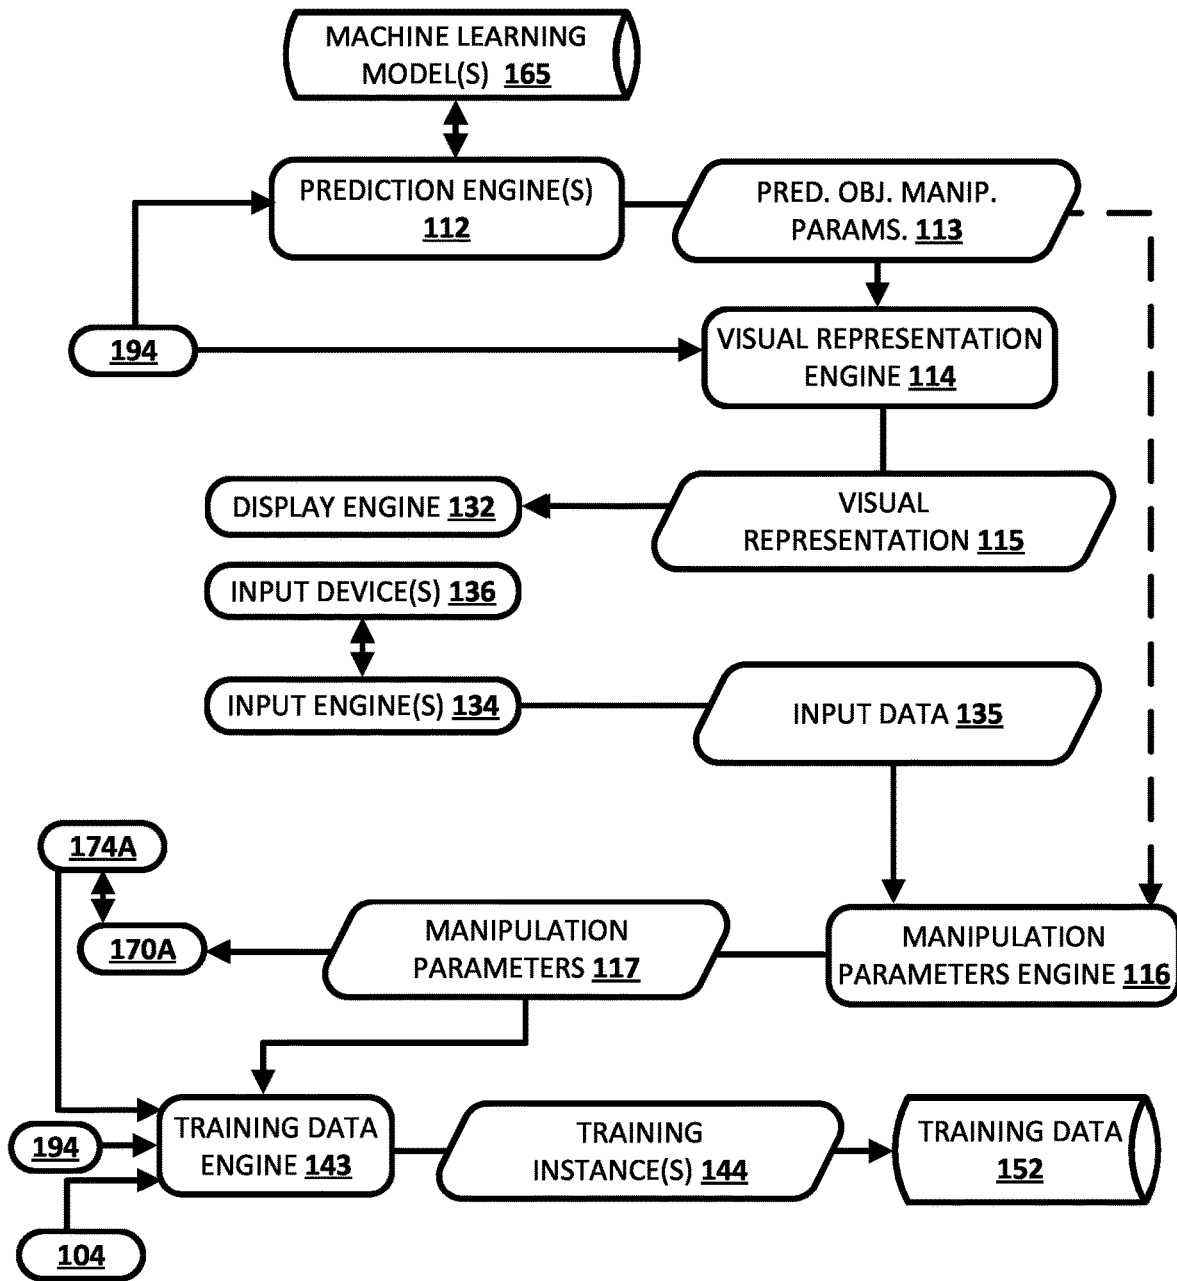 MACHINE LEARNING
MODEL(S) 165
PREDICTION ENGINE(S)
112
PRED. OBJ. MANIP.
PARAMS. 113
194
VISUAL REPRESENTATION
ENGINE 114
DISPLAY ENGINE 132
VISUAL
REPRESENTATION 115
INPUT DEVICE(S) 136
INPUT ENGINE(S) 134
INPUT DATA 135
174A
170A
MANIPULATION
PARAMETERS 117
MANIPULATION
PARAMETERS ENGINE 116
194
TRAINING DATA
ENGINE 143
TRAINING
INSTANCE(S) 144
TRAINING DATA
152
104